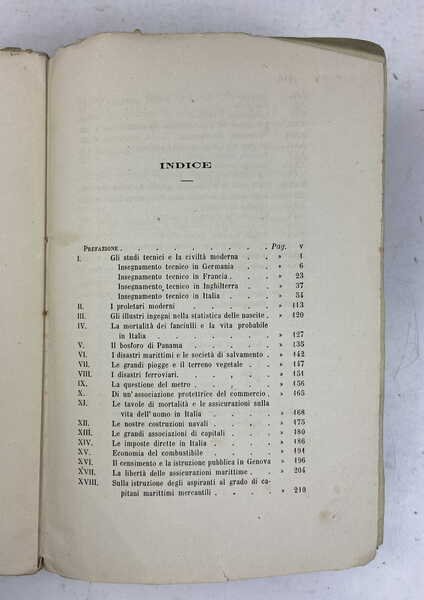 INDICE
PREFAZIONE . . . . . . . . Pag. v
I. Gli studi tecnici e la civiltà moderna . . » 1
Insegnamento tecnico in Germania . . » 6
Insegnamento tecnico in Francia . . . » 23
Insegnamento tecnico in Inghilterra . . » 37
Insegnamento tecnico in Italia . . . » 54
II. I proletari moderni . . . . . . » 113
III. Gli illustri ingegni nella statistica delle nascite . » 120
IV. La mortalità dei fanciulli e la vita probabile
in Italia . . . . . . . . » 127
V. Il bosforo di Panama . . . . . . » 135
VI. I disastri marittimi e le società di salvamento . » 142
VII. Le grandi pioggie e il terreno vegetale . . » 147
VIII. I disastri ferroviari. . . . . . . » 151
IX. La questione del metro . . . . . » 156
X. Di un'associazione protettrice del commercio . » 165
XI. Le tavole di mortalità e le assicurazioni sulla
vita dell'uomo in Italia . . . . . » 168
XII. Le nostre costruzioni navali . . . . » 175
XIII. Le grandi associazioni di capitali . . . » 180
XIV. Le imposte dirette in Italia . . . . » 186
XV. Economia del combustibile . . . . » 191
XVI. Il censimento e la istruzione pubblica in Genova » 196
XVII. La libertà delle assicurazioni marittime . . » 204
XVIII. Sulla istruzione degli aspiranti al grado di ca-
pitani marittimi mercantili . . . . » 210